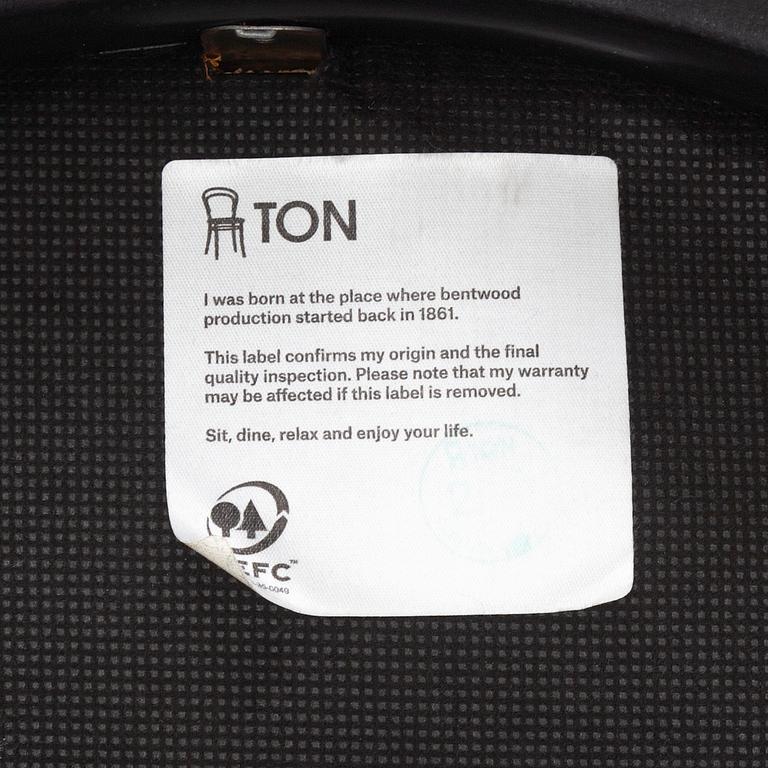 TON
I was born at the place where bentwood
production started back in 1861.
This label confirms my origin and the final
quality inspection. Please note that my warranty
may be affected if this label is removed.
Sit, dine, relax and enjoy your life.
EFC™